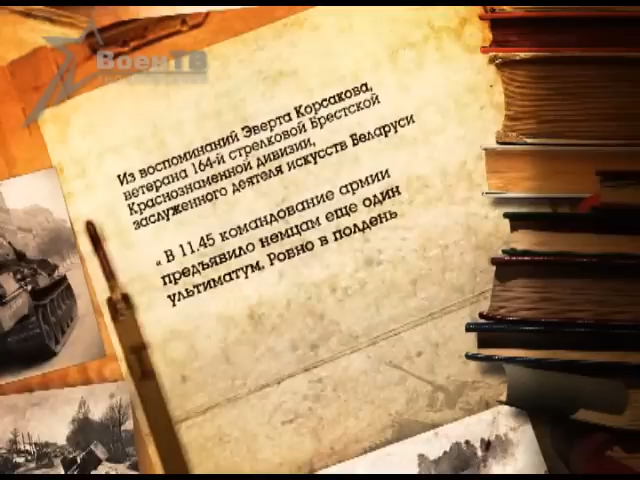 ВоенТВ
Из воспоминаний Эверта Корсакова,
ветерана 164-й стрелковой Брестской
Краснознаменной дивизии,
заслуженного деятеля искусств Беларуси
„ В 11.45 командование армии
предъявило немцам еще один
ультиматум. Ровно в полдень